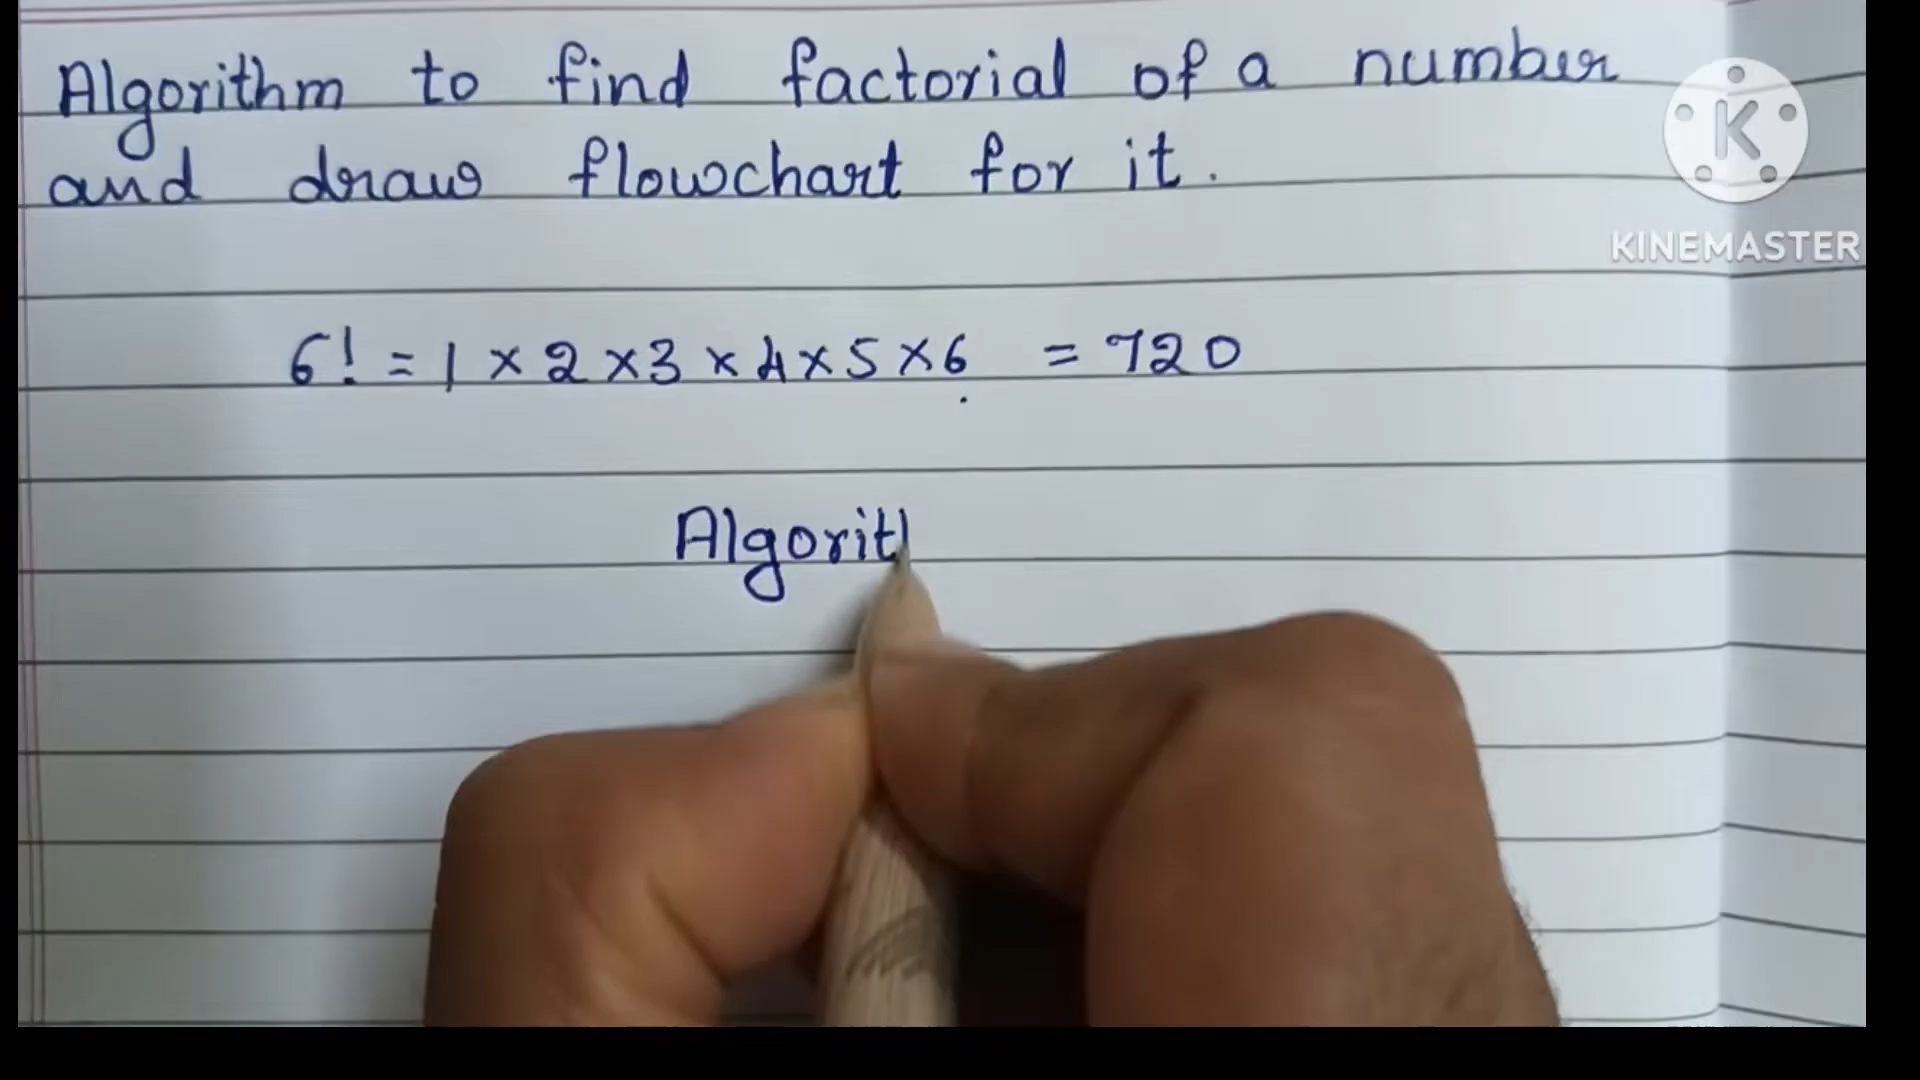 Algorithm to find factorial of a number
and draw flowchart for it.
K
KINEMASTER
6! = 1 × 2 × 3 × 4 × 5 × 6 = 720
Algorith